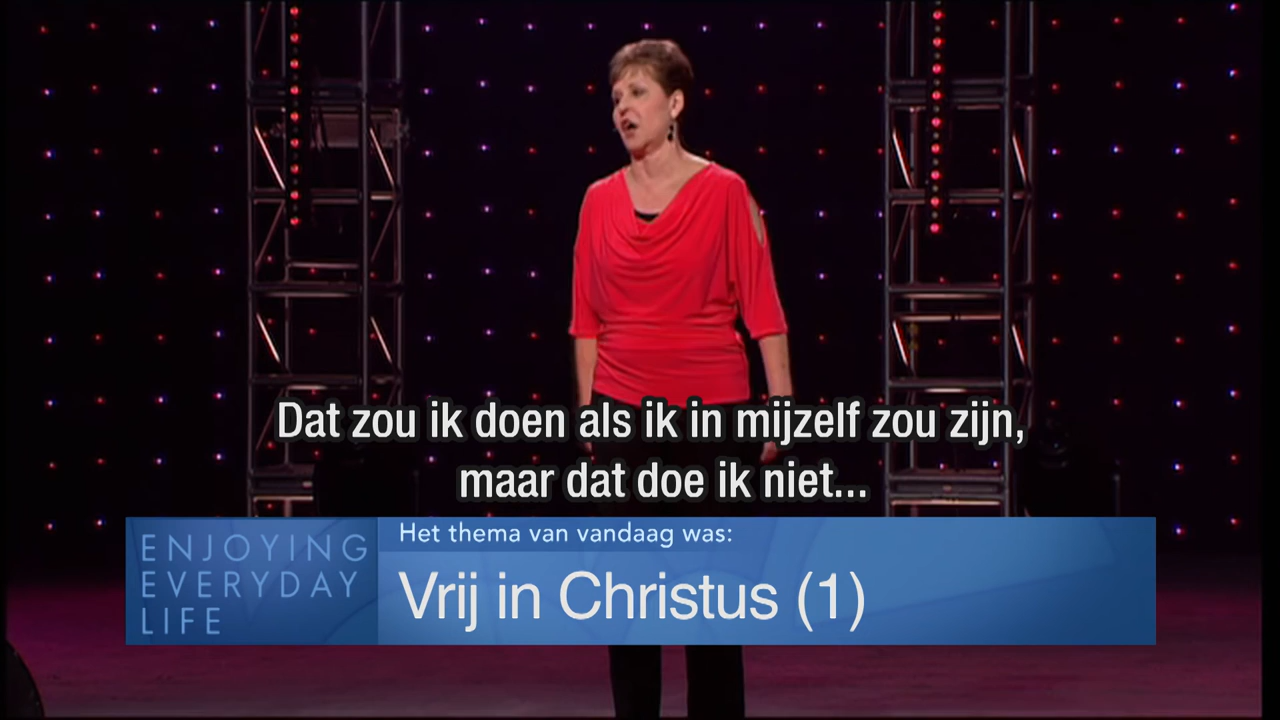 Dat zou ik doen als ik in mijzelf zou zijn,
maar dat doe ik niet...
ENJOYING
EVERYDAY
LIFE
Het thema van vandaag was:
Vrij in Christus (1)